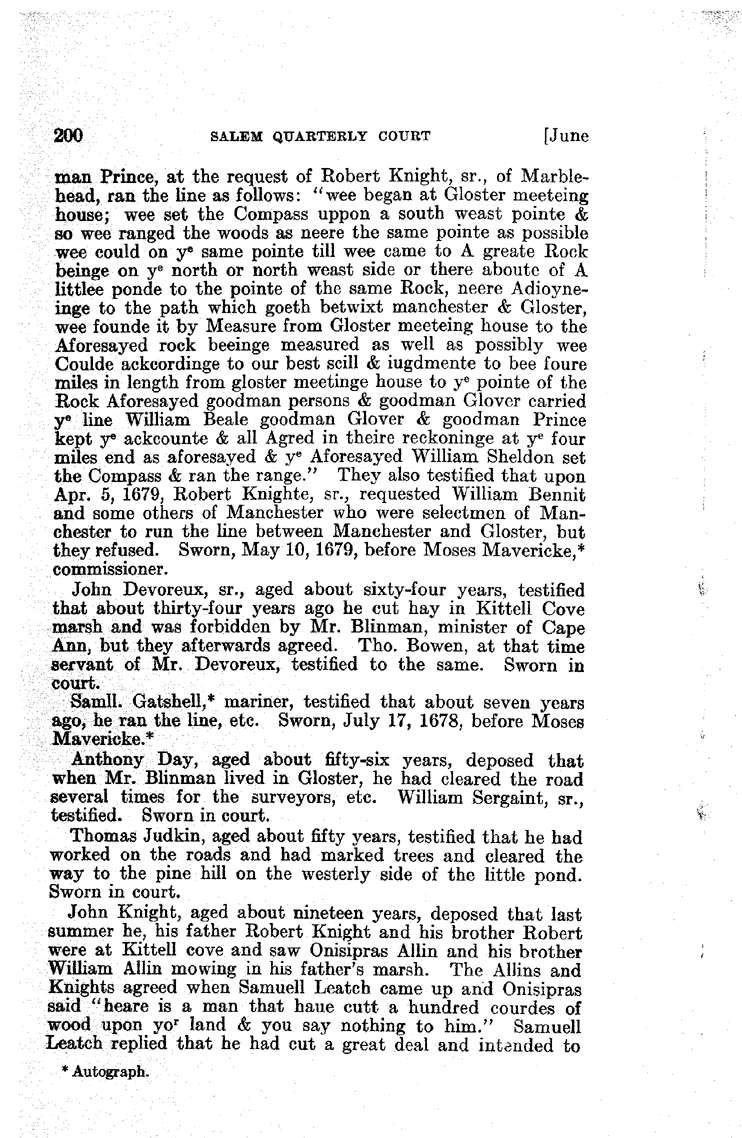 200 SALEM QUARTERLY COURT [June
man Prince, at the request of Robert Knight, sr., of Marble-
head, ran the line as follows: "wee began at Gloster meeteing
house; wee set the Compass uppon a south weast pointe &
so wee ranged the woods as neere the same pointe as possible
wee could on yᵉ same pointe till wee came to A greate Rock
beinge on yᵉ north or north weast side or there aboute of A
littlee ponde to the pointe of the same Rock, neere Adioyne-
inge to the path which goeth betwixt manchester & Gloster,
wee founde it by Measure from Gloster meeteing house to the
Aforesayed rock beeinge measured as well as possibly wee
Coulde ackcordinge to our best scill & iugdmente to bee foure
miles in length from gloster meetinge house to yᵉ pointe of the
Rock Aforesayed goodman persons & goodman Glover carried
yᵉ line William Beale goodman Glover & goodman Prince
kept yᵉ ackcounte & all Agred in theire reckoninge at yᵉ four
miles end as aforesayed & yᵉ Aforesayed William Sheldon set
the Compass & ran the range." They also testified that upon
Apr. 5, 1679, Robert Knighte, sr., requested William Bennit
and some others of Manchester who were selectmen of Man-
chester to run the line between Manchester and Gloster, but
they refused. Sworn, May 10, 1679, before Moses Mavericke,*
commissioner.
John Devoreux, sr., aged about sixty-four years, testified
that about thirty-four years ago he cut hay in Kittell Cove
marsh and was forbidden by Mr. Blinman, minister of Cape
Ann, but they afterwards agreed. Tho. Bowen, at that time
servant of Mr. Devoreux, testified to the same. Sworn in
court.
Samll. Gatshell,* mariner, testified that about seven years
ago, he ran the line, etc. Sworn, July 17, 1678, before Moses
Mavericke.*
Anthony Day, aged about fifty-six years, deposed that
when Mr. Blinman lived in Gloster, he had cleared the road
several times for the surveyors, etc. William Sergaint, sr.,
testified. Sworn in court.
Thomas Judkin, aged about fifty years, testified that he had
worked on the roads and had marked trees and cleared the
way to the pine hill on the westerly side of the little pond.
Sworn in court.
John Knight, aged about nineteen years, deposed that last
summer he, his father Robert Knight and his brother Robert
were at Kittell cove and saw Onisipras Allin and his brother
William Allin mowing in his father's marsh. The Allins and
Knights agreed when Samuell Leatch came up and Onisipras
said "heare is a man that haue cutt a hundred courdes of
wood upon yoʳ land & you say nothing to him." Samuell
Leatch replied that he had cut a great deal and intended to
* Autograph.